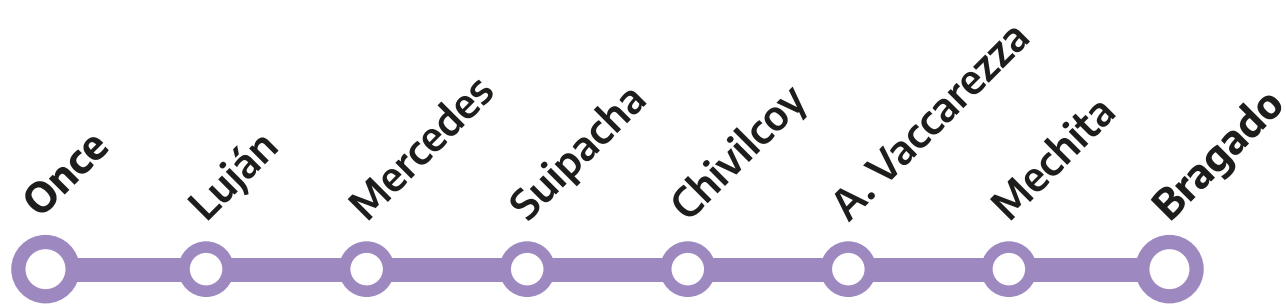 Once
Luján
Mercedes
Suipacha
Chivilcoy
A. Vaccarezza
Mechita
Bragado